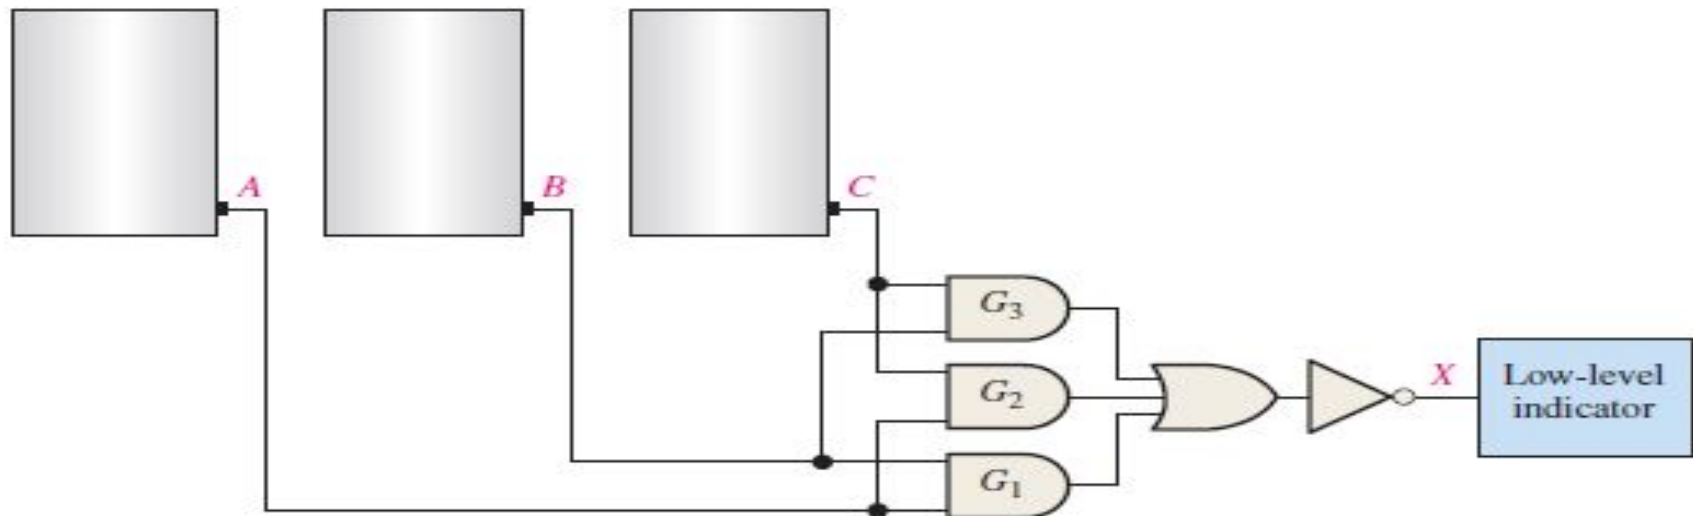 A
B
C
G3
G2
G1
X
Low-level
indicator